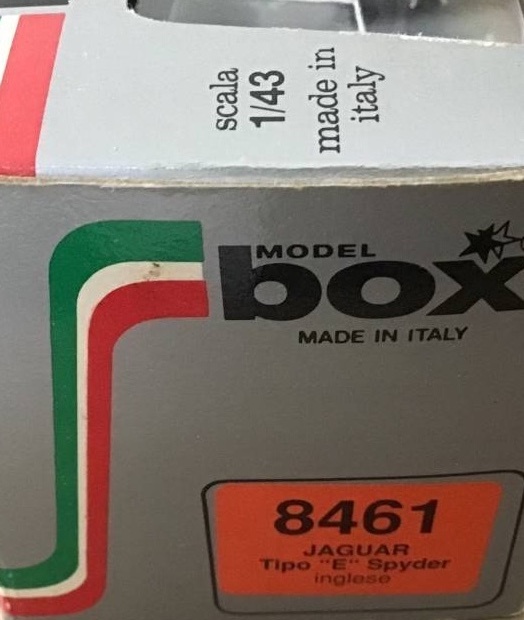 scala
1/43
made in
italy
MODEL
box
MADE IN ITALY
8461
JAGUAR
Tipo "E" Spyder
inglese